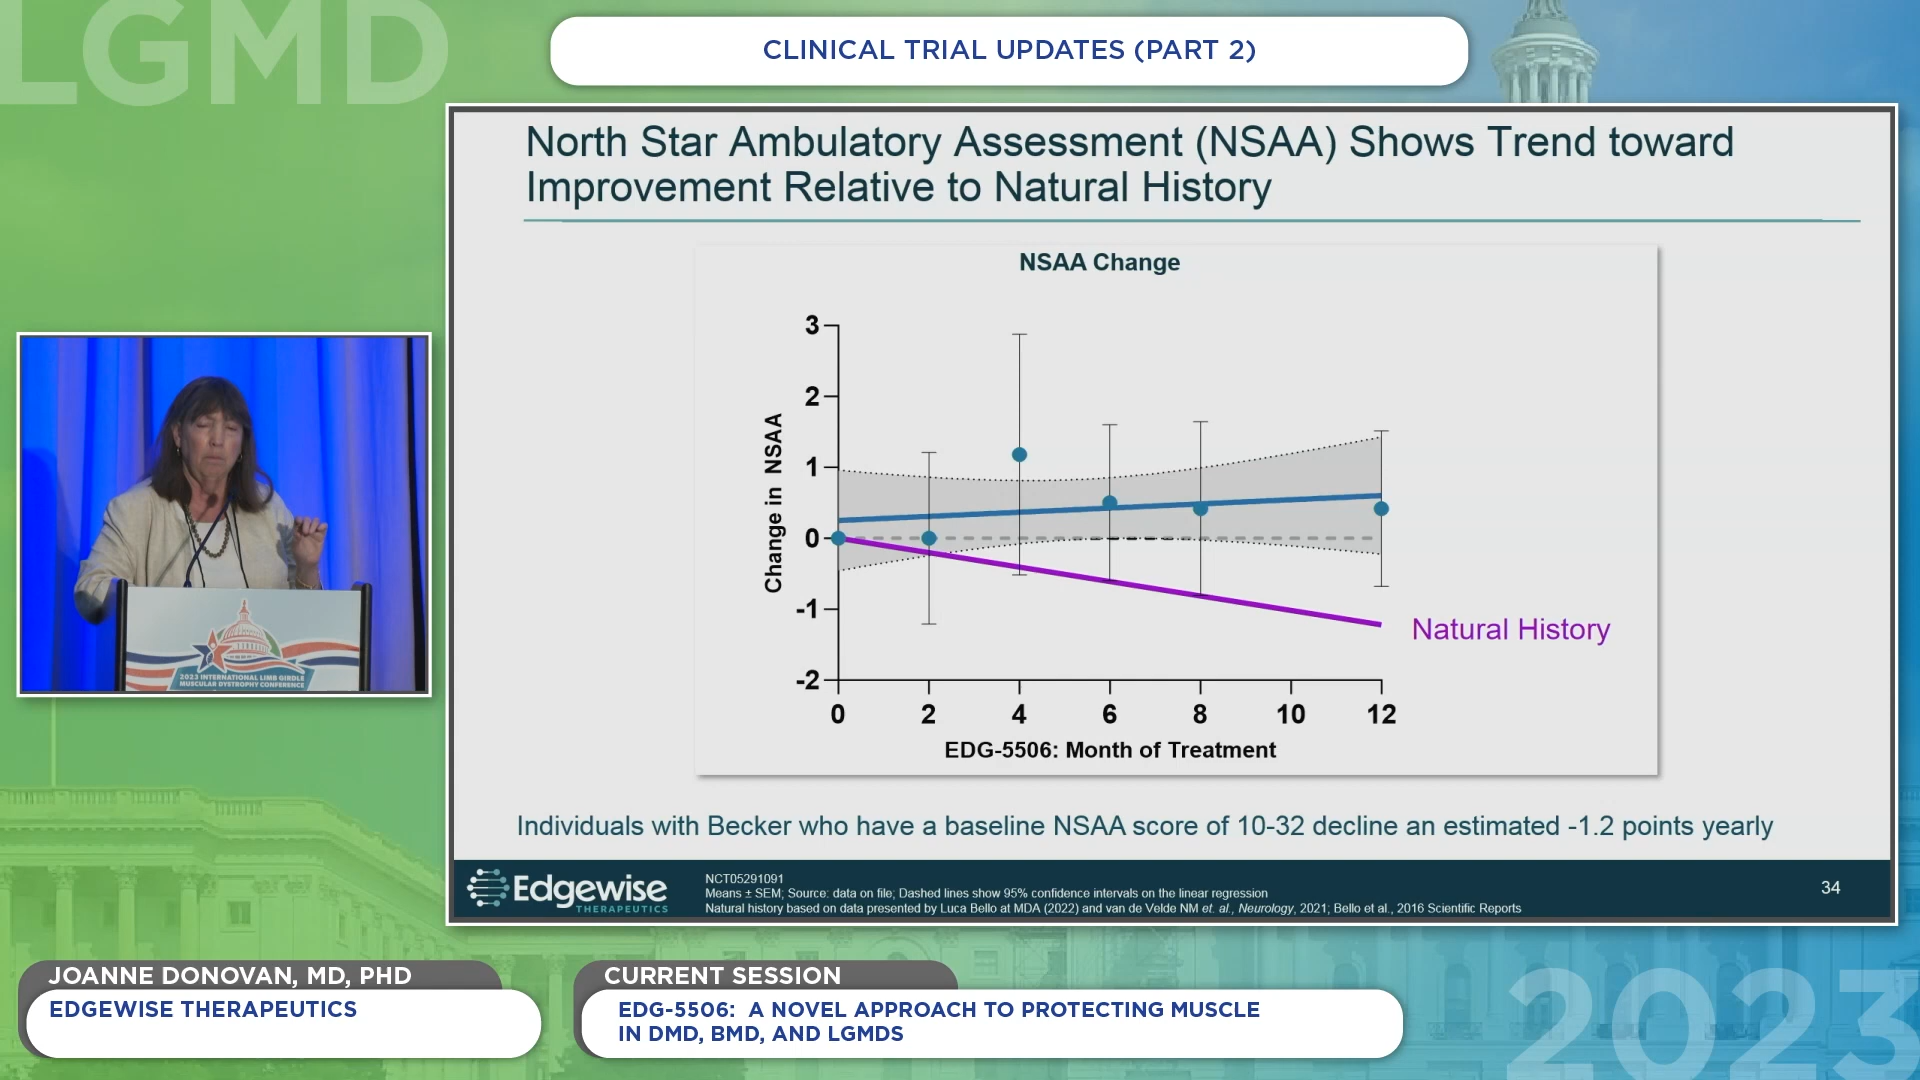 LGMD
CLINICAL TRIAL UPDATES (PART 2)
North Star Ambulatory Assessment (NSAA) Shows Trend toward
Improvement Relative to Natural History
NSAA Change
Change in NSAA
3
2
1
0
-1
-2
0 2 4 6 8 10 12
EDG-5506: Month of Treatment
Natural History
Individuals with Becker who have a baseline NSAA score of 10-32 decline an estimated -1.2 points yearly
Edgewise
THERAPEUTICS
NCT05291091
Means ± SEM; Source: data on file; Dashed lines show 95% confidence intervals on the linear regression
Natural history based on data presented by Luca Bello at MDA (2022) and van de Velde NM et. al., Neurology, 2021; Bello et al., 2016 Scientific Reports
34
2023 INTERNATIONAL LIMB GIRDLE
MUSCULAR DYSTROPHY CONFERENCE
JOANNE DONOVAN, MD, PHD
EDGEWISE THERAPEUTICS
CURRENT SESSION
EDG-5506: A NOVEL APPROACH TO PROTECTING MUSCLE
IN DMD, BMD, AND LGMDS
2023